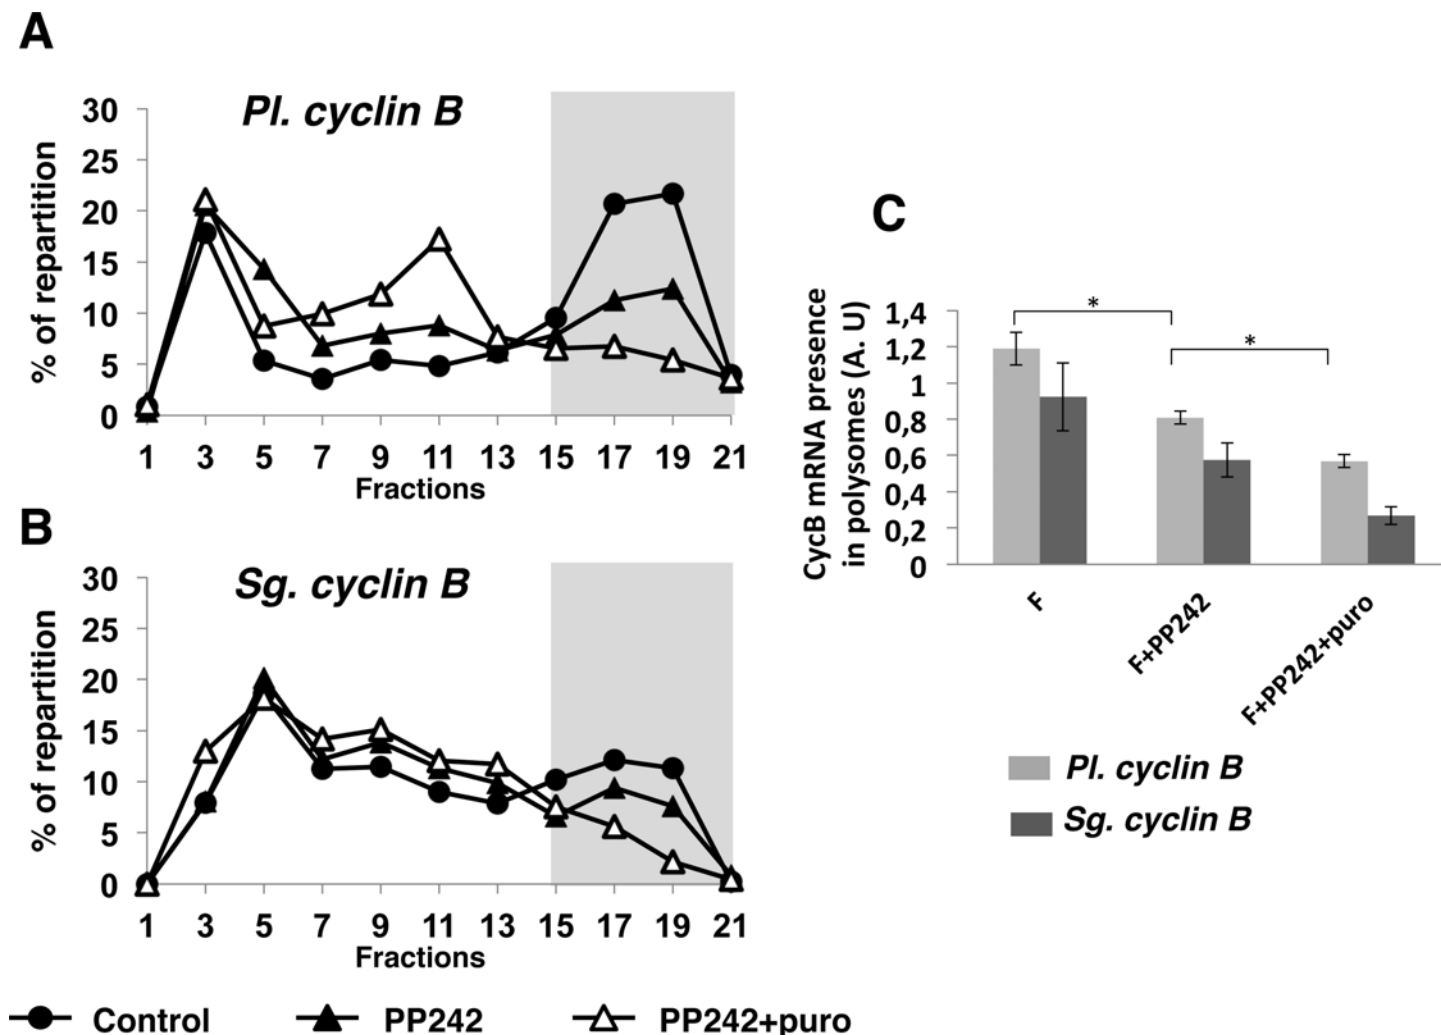 A
Pl. cyclin B
% of repartition
30
25
20
15
10
5
0
1 3 5 7 9 11 13 15 17 19 21
Fractions
B
Sg. cyclin B
% of repartition
30
25
20
15
10
5
0
1 3 5 7 9 11 13 15 17 19 21
Fractions
Control PP242 PP242+puro
C
CycB mRNA presence
in polysomes (A. U)
1,4
1,2
1
0,8
0,6
0,4
0,2
0
*
*
F
F+PP242
F+PP242+puro
Pl. cyclin B
Sg. cyclin B